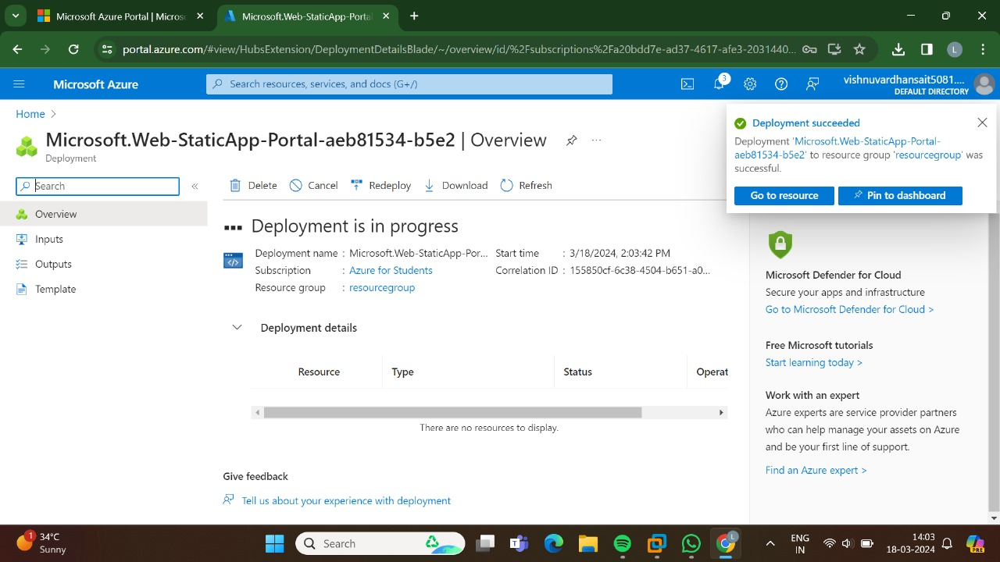 Microsoft Azure Portal | Micros
Microsoft.Web-StaticApp-Portal
portal.azure.com/#view/HubsExtension/DeploymentDetailsBlade/~/overview/id/%2Fsubscriptions%2Fa20bdd7e-ad37-4617-afe3-2031440...
L
Microsoft Azure
Search resources, services, and docs (G+/)
3
vishnuvardhansait5081....
DEFAULT DIRECTORY
Home
Microsoft.Web-StaticApp-Portal-aeb81534-b5e2 | Overview
Deployment
Deployment succeeded
Deployment 'Microsoft.Web-StaticApp-Portal-
aeb81534-b5e2' to resource group 'resourcegroup' was
successful.
Go to resource
Pin to dashboard
Search
Delete
Cancel
Redeploy
Download
Refresh
Overview
Inputs
Outputs
Template
Deployment is in progress
Deployment name : Microsoft.Web-StaticApp-Por...
Start time : 3/18/2024, 2:03:42 PM
Subscription : Azure for Students
Correlation ID : 155850cf-6c38-4504-b651-a0...
Resource group : resourcegroup
Deployment details
Resource
Type
Status
Operat
There are no resources to display.
Give feedback
Tell us about your experience with deployment
Microsoft Defender for Cloud
Secure your apps and infrastructure
Go to Microsoft Defender for Cloud >
Free Microsoft tutorials
Start learning today >
Work with an expert
Azure experts are service provider partners
who can help manage your assets on Azure
and be your first line of support.
Find an Azure expert >
1
34°C
Sunny
Search
L
ENG
IN
14:03
18-03-2024
PRE